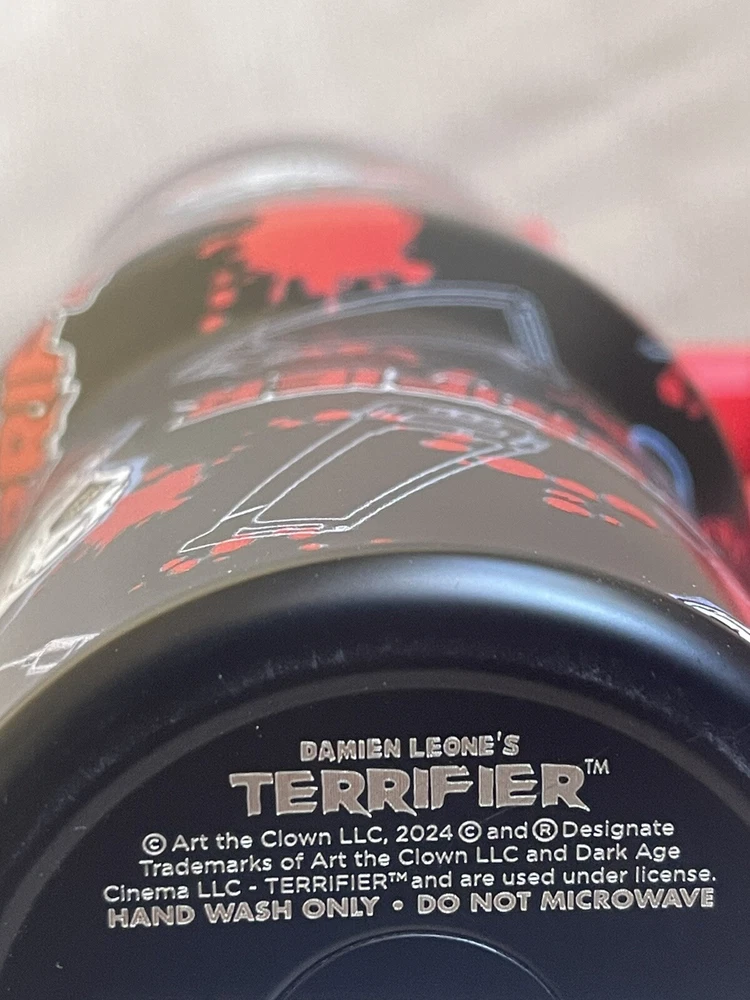 DAMIEN LEONE'S
TERRIFIER™
© Art the Clown LLC, 2024 © and ® Designate
Trademarks of Art the Clown LLC and Dark Age
Cinema LLC - TERRIFIER™ and are used under license.
HAND WASH ONLY • DO NOT MICROWAVE